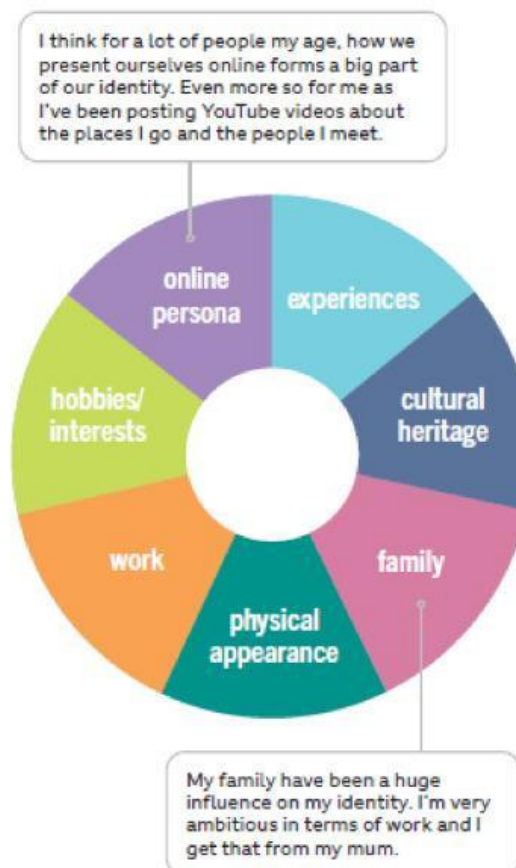 I think for a lot of people my age, how we
present ourselves online forms a big part
of our identity. Even more so for me as
I've been posting YouTube videos about
the places I go and the people I meet.
online
persona
experiences
hobbies/
interests
cultural
heritage
work
family
physical
appearance
My family have been a huge
influence on my identity. I'm very
ambitious in terms of work and I
get that from my mum.